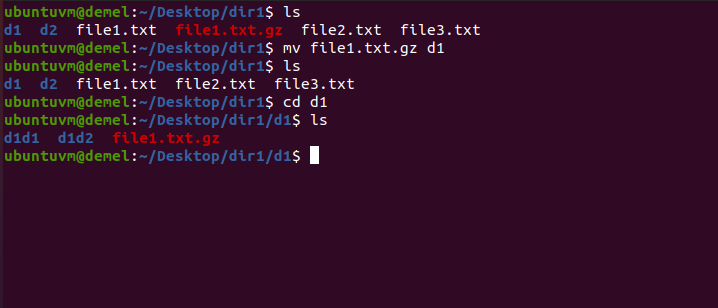 ubuntuvm@demel:~/Desktop/dir1$ ls
d1  d2  file1.txt  file1.txt.gz  file2.txt  file3.txt
ubuntuvm@demel:~/Desktop/dir1$ mv file1.txt.gz d1
ubuntuvm@demel:~/Desktop/dir1$ ls
d1  d2  file1.txt  file2.txt  file3.txt
ubuntuvm@demel:~/Desktop/dir1$ cd d1
ubuntuvm@demel:~/Desktop/dir1/d1$ ls
d1d1  d1d2  file1.txt.gz
ubuntuvm@demel:~/Desktop/dir1/d1$